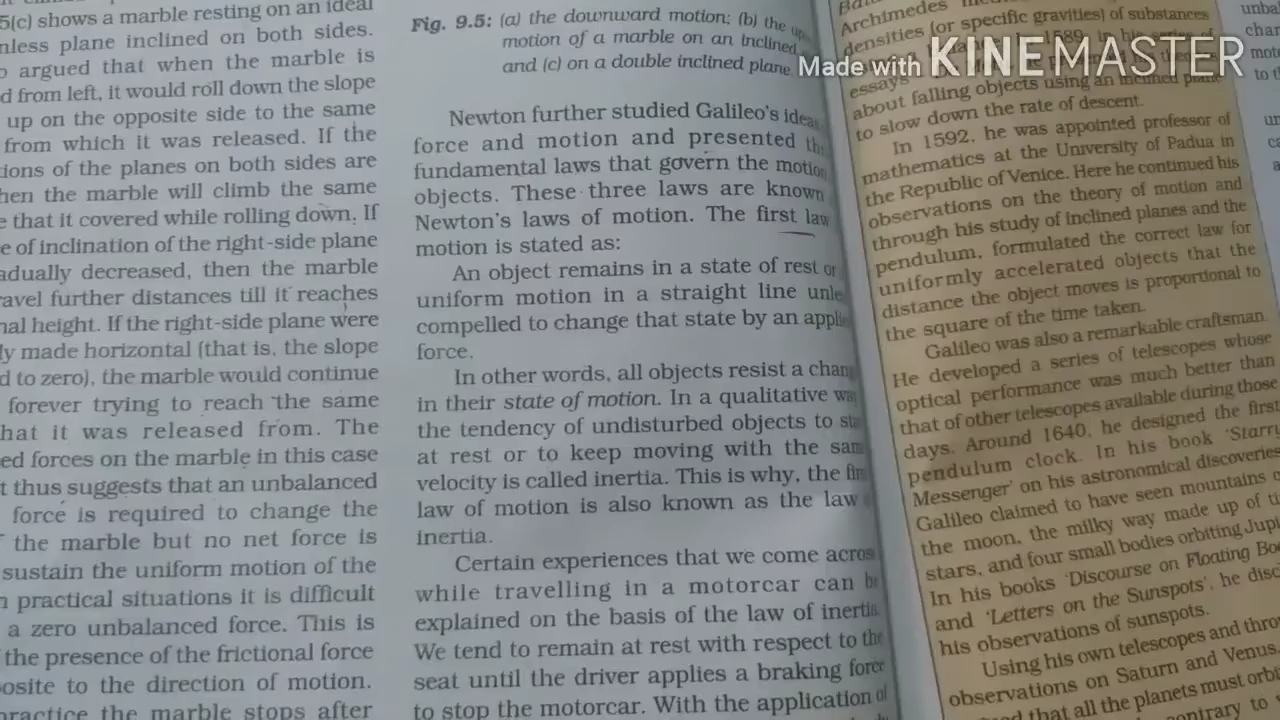 5(c) shows a marble resting on an ideal
plane inclined on both sides.
argued that when the marble is
from left, it would roll down the slope
up on the opposite side to the same
from which it was released. If the
of the planes on both sides are
the marble will climb the same
that it covered while rolling down. If
of inclination of the right-side plane
decreased, then the marble
further distances till it reaches
height. If the right-side plane were
made horizontal (that is, the slope
to zero), the marble would continue
forever trying to reach the same
that it was released from. The
forces on the marble in this case
thus suggests that an unbalanced
force is required to change the
the marble but no net force is
sustain the uniform motion of the
practical situations it is difficult
a zero unbalanced force. This is
the presence of the frictional force
to the direction of motion.
the marble stops after
Fig. 9.5: (a) the downward motion; (b) the
motion of a marble on an inclined
and (c) on a double inclined plane.
Newton further studied Galileo's ideas
force and motion and presented
fundamental laws that govern the motion
objects. These three laws are known
Newton's laws of motion. The first law
motion is stated as:
An object remains in a state of rest or
uniform motion in a straight line
compelled to change that state by an
force.
In other words, all objects resist a
in their state of motion. In a qualitative
the tendency of undisturbed objects to
at rest or to keep moving with the
velocity is called inertia. This is why, the
law of motion is also known as the law
inertia.
Certain experiences that we come
while travelling in a motorcar can
explained on the basis of the law of inertia.
We tend to remain at rest with respect to the
seat until the driver applies a braking force
to stop the motorcar. With the application of
Archimedes
densities (or specific gravities) of substances
1589, in his series of
essays
about falling objects using an inclined plane
to slow down the rate of descent.
In 1592, he was appointed professor of
mathematics at the University of Padua in
the Republic of Venice. Here he continued his
observations on the theory of motion and
through his study of inclined planes and the
pendulum, formulated the correct law for
uniformly accelerated objects that the
distance the object moves is proportional to
the square of the time taken.
Galileo was also a remarkable craftsman.
He developed a series of telescopes whose
optical performance was much better than
that of other telescopes available during those
days. Around 1640, he designed the first
pendulum clock. In his book 'Starry
Messenger' on his astronomical discoveries
Galileo claimed to have seen mountains
the moon, the milky way made up of
stars, and four small bodies orbiting
In his books 'Discourse on Floating
and 'Letters on the Sunspots', he
his observations of sunspots.
Using his own telescopes and
observations on Saturn and Venus,
that all the planets must
to
Made with KINEMASTER